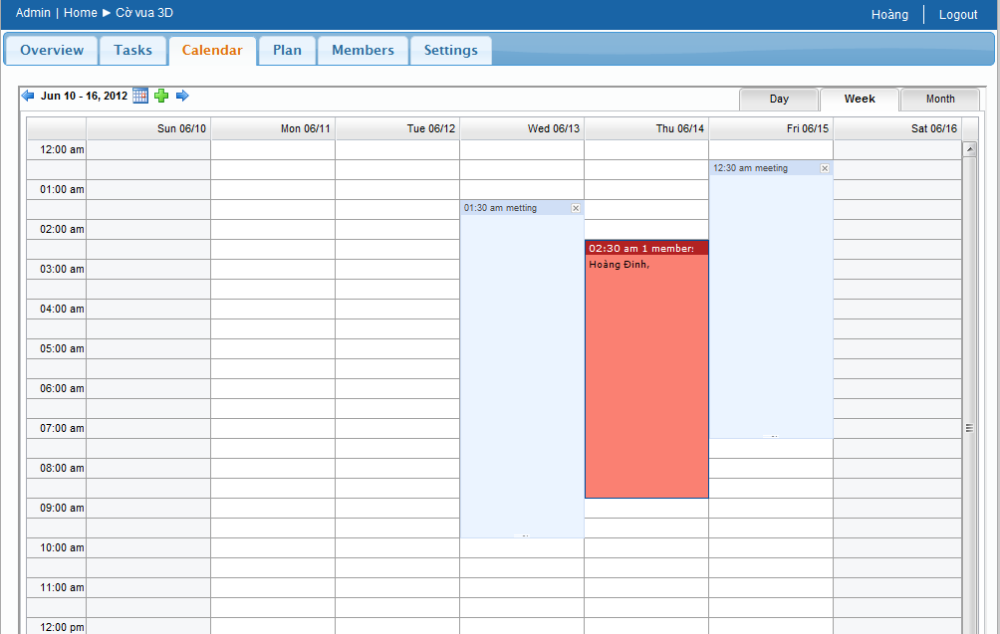 Admin | Home ► Cờ vua 3D
Hoàng | Logout
Overview Tasks Calendar Plan Members Settings
Jun 10 - 16, 2012
Day Week Month
Sun 06/10 Mon 06/11 Tue 06/12 Wed 06/13 Thu 06/14 Fri 06/15 Sat 06/16
12:00 am
12:30 am meeting
01:00 am
01:30 am metting
02:00 am
02:30 am 1 members
Hoàng Đinh,
03:00 am
04:00 am
05:00 am
06:00 am
07:00 am
08:00 am
09:00 am
10:00 am
11:00 am
12:00 pm